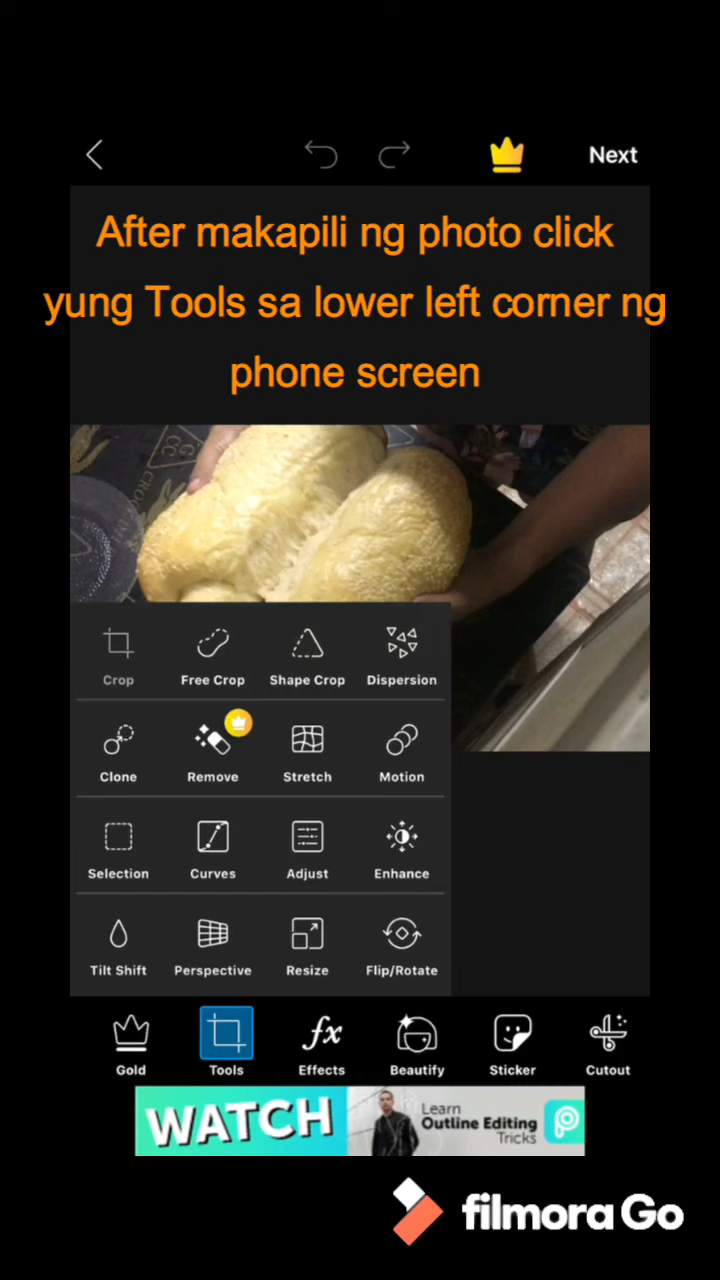 Next
After makapili ng photo click
yung Tools sa lower left corner ng
phone screen
Crop Free Crop Shape Crop Dispersion
Clone Remove Stretch Motion
Selection Curves Adjust Enhance
Tilt Shift Perspective Resize Flip/Rotate
Gold Tools Effects Beautify Sticker Cutout
WATCH
Learn
Outline Editing
Tricks
filmora Go